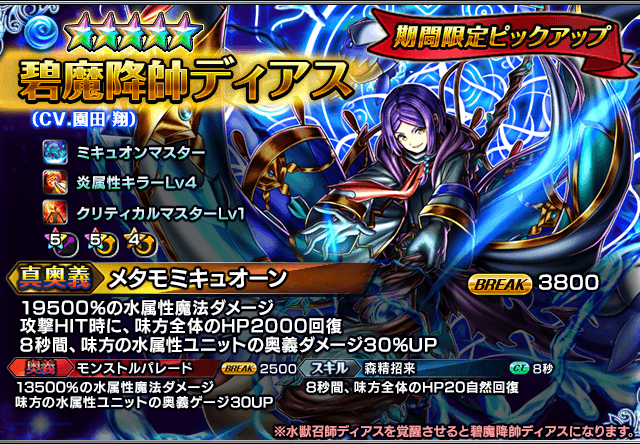 期間限定ピックアップ
碧魔降帥ディアス
(CV.園田 翔)
ミキュオンマスター
炎属性キラーLv4
クリティカルマスターLv1
5 5 4
真奥義 メタモミキュオーン BREAK 3800
19500%の水属性魔法ダメージ
攻撃HIT時に、味方全体のHP2000回復
8秒間、味方の水属性ユニットの奥義ダメージ30%UP
奥義 モンストルパレード BREAK 2500 スキル 森精招来 CT 8秒
13500%の水属性魔法ダメージ 8秒間、味方全体のHP20自然回復
味方の水属性ユニットの奥義ゲージ30UP
※水獣召師ディアスを覚醒させると碧魔降帥ディアスになります。